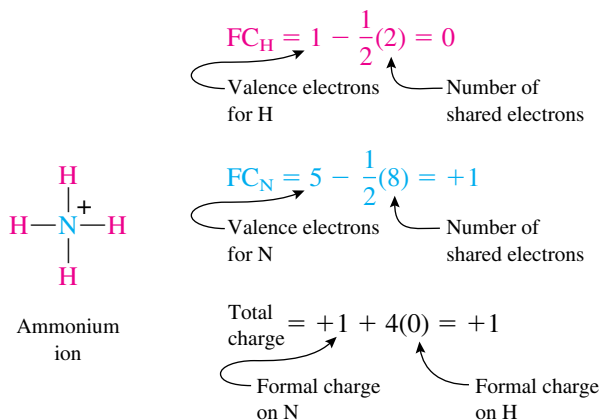 FC_H = 1 − 1/2(2) = 0
Valence electrons for H
Number of shared electrons
H
H—N⁺—H
H
Ammonium ion
FC_N = 5 − 1/2(8) = +1
Valence electrons for N
Number of shared electrons
Total charge = +1 + 4(0) = +1
Formal charge on N
Formal charge on H